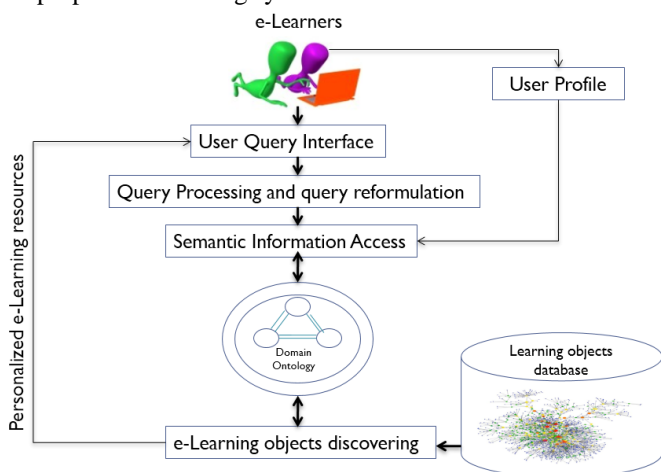 e-Learners
User Profile
User Query Interface
Query Processing and query reformulation
Semantic Information Access
Personalized e-Learning resources
Domain
Ontology
Learning objects
database
e-Learning objects discovering